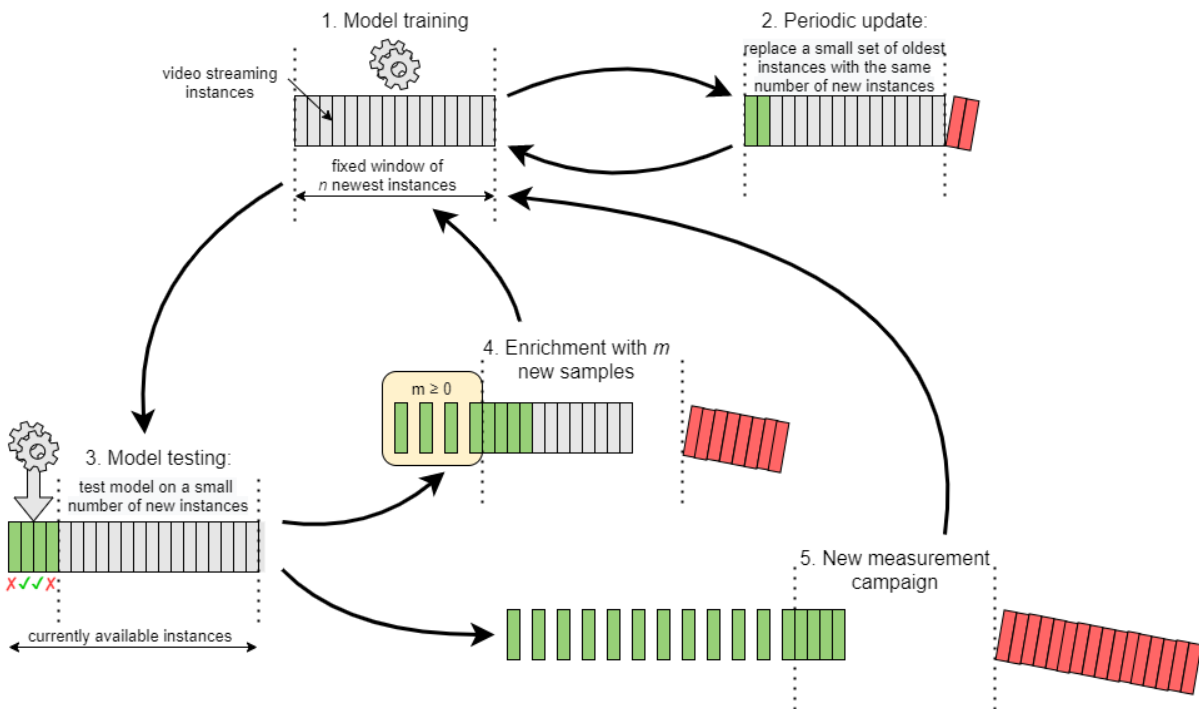 1. Model training
video streaming
instances
fixed window of
n newest instances
2. Periodic update:
replace a small set of oldest
instances with the same
number of new instances
3. Model testing:
test model on a small
number of new instances
✗✓✓✗
currently available instances
4. Enrichment with m
new samples
m ≥ 0
5. New measurement
campaign